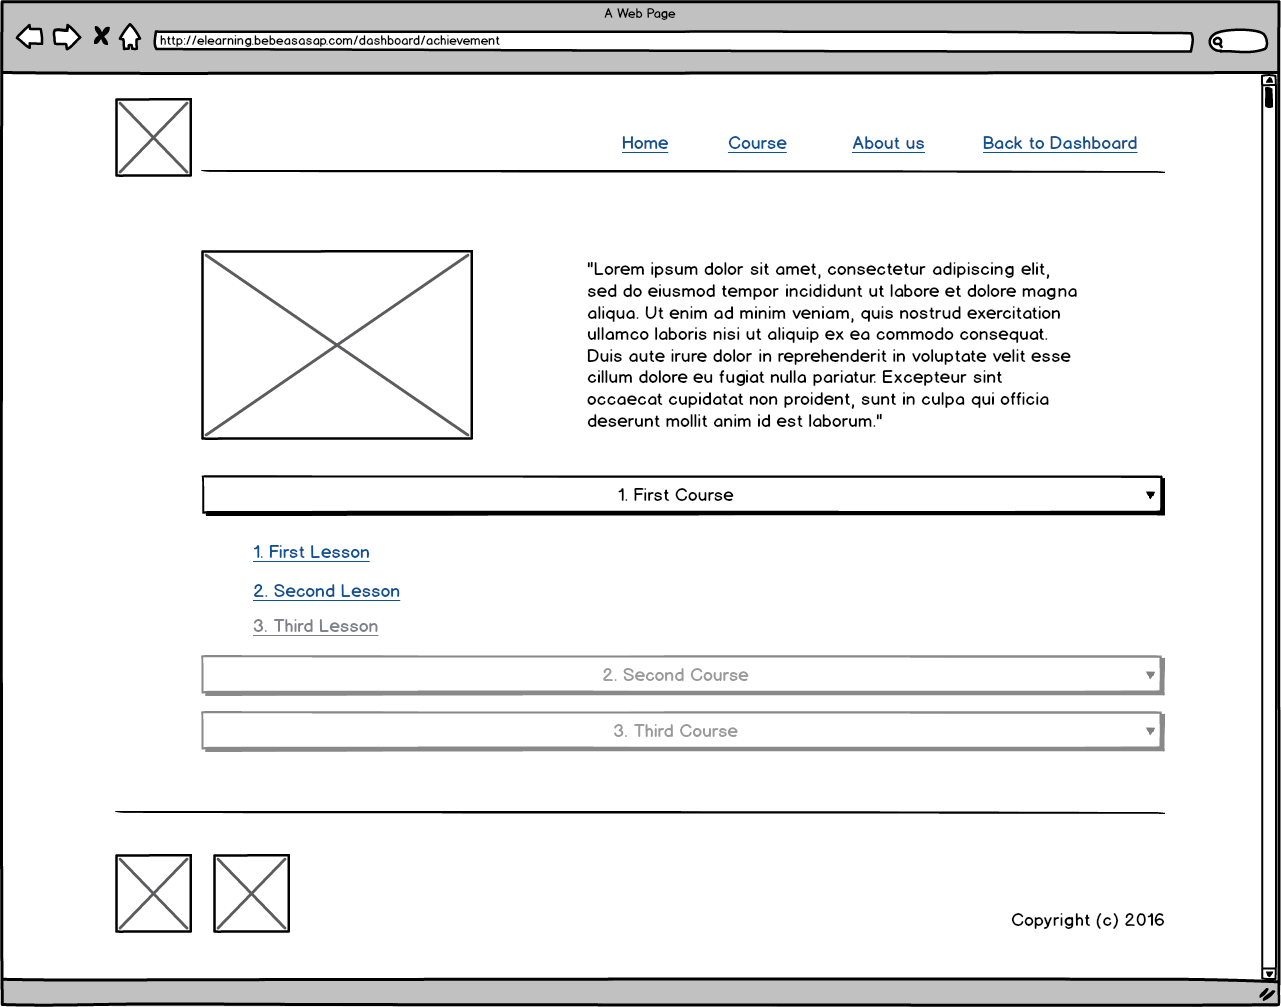 A Web Page
http://elearning.bebeasasap.com/dashboard/achievement
Home Course About us Back to Dashboard
"Lorem ipsum dolor sit amet, consectetur adipiscing elit,
sed do eiusmod tempor incididunt ut labore et dolore magna
aliqua. Ut enim ad minim veniam, quis nostrud exercitation
ullamco laboris nisi ut aliquip ex ea commodo consequat.
Duis aute irure dolor in reprehenderit in voluptate velit esse
cillum dolore eu fugiat nulla pariatur. Excepteur sint
occaecat cupidatat non proident, sunt in culpa qui officia
deserunt mollit anim id est laborum."
1. First Course
1. First Lesson
2. Second Lesson
3. Third Lesson
2. Second Course
3. Third Course
Copyright (c) 2016